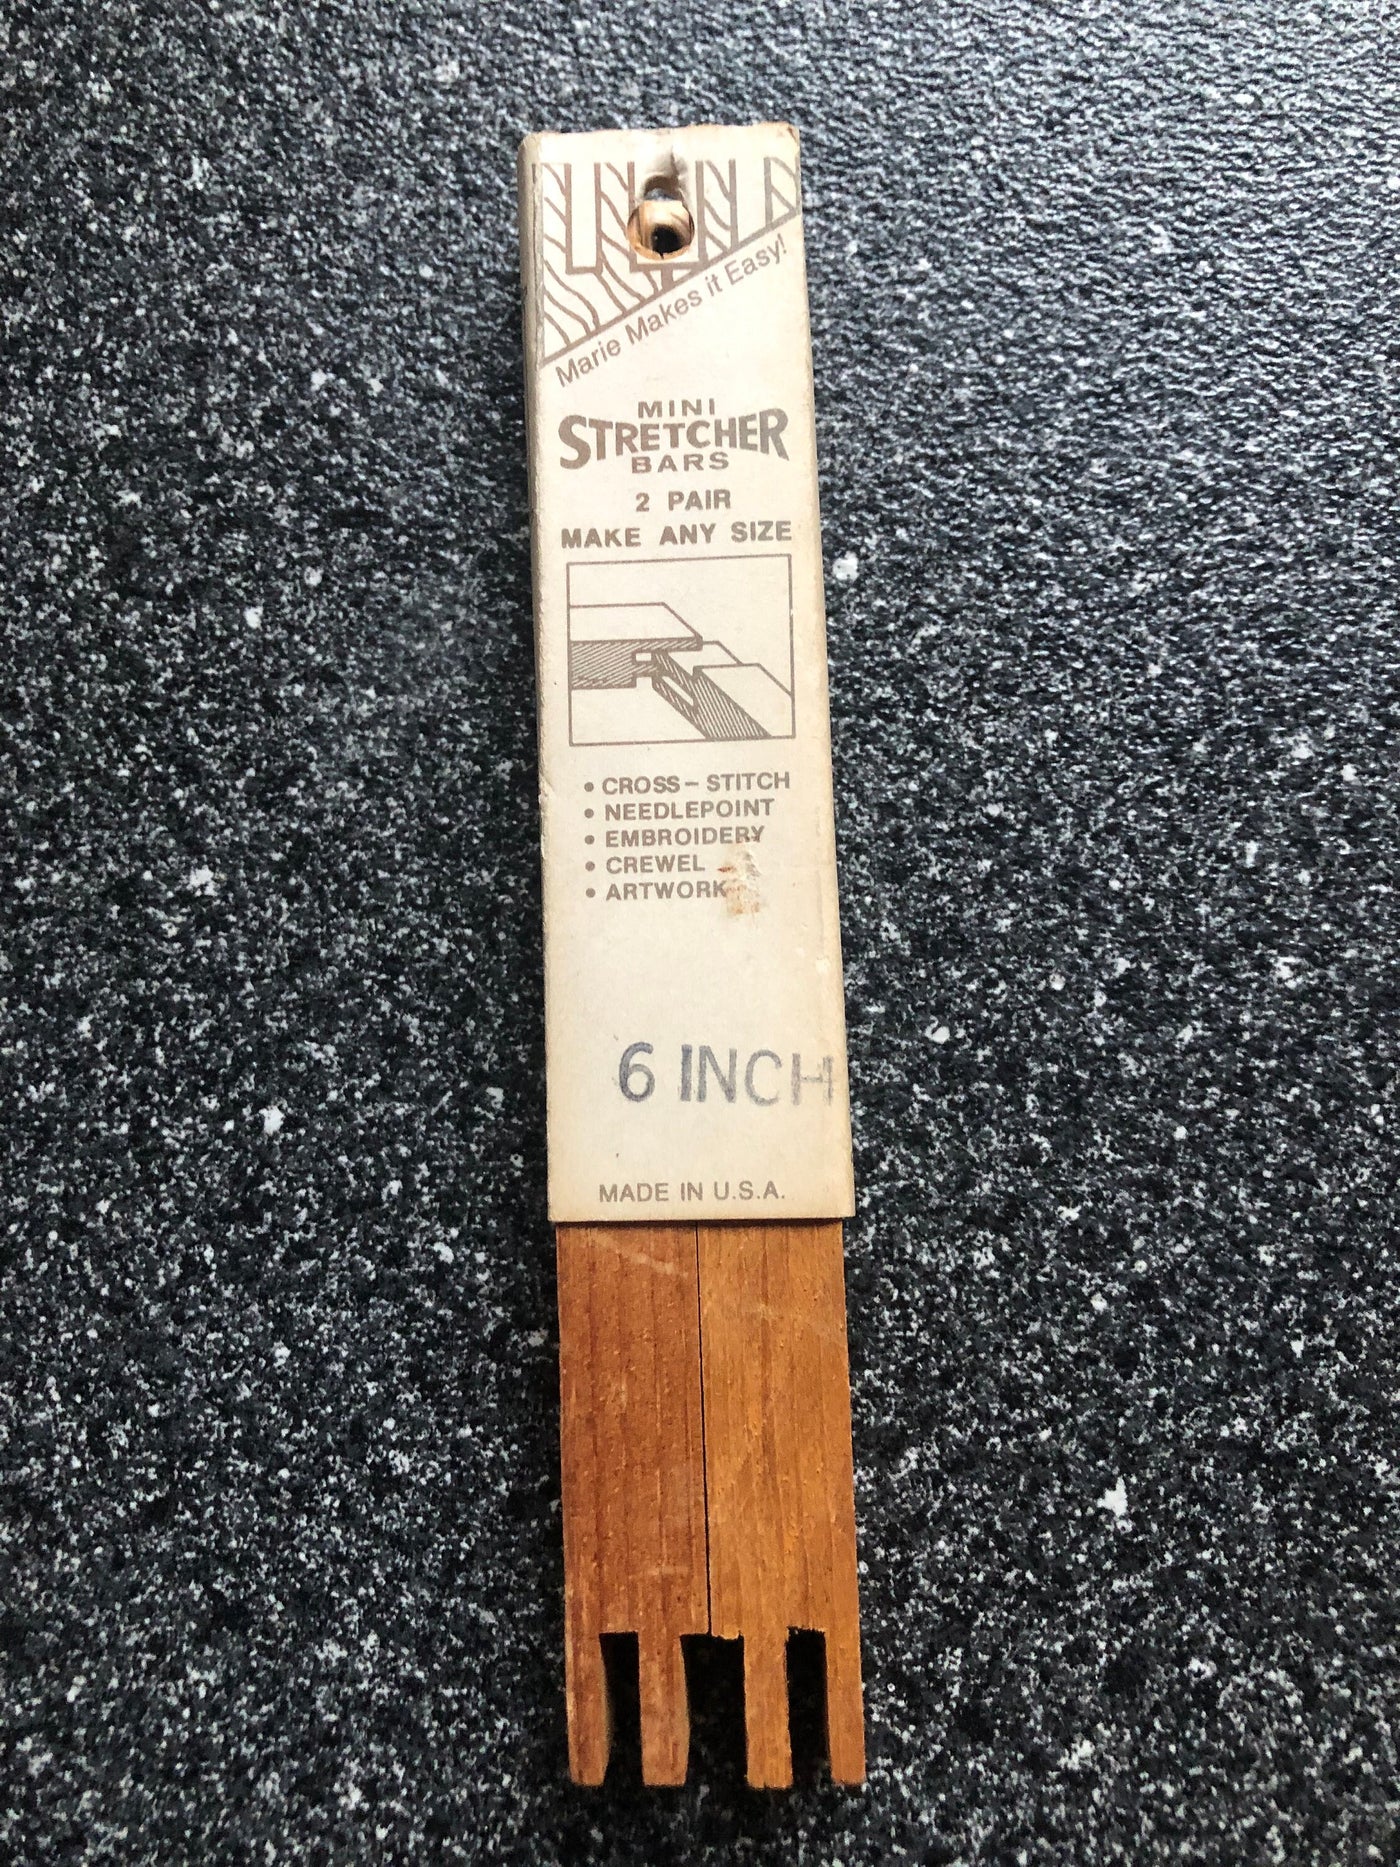 Marie Makes it Easy!
MINI
STRETCHER
BARS
2 PAIR
MAKE ANY SIZE
• CROSS-STITCH
• NEEDLEPOINT
• EMBROIDERY
• CREWEL
• ARTWORK
6 INCH
MADE IN U.S.A.